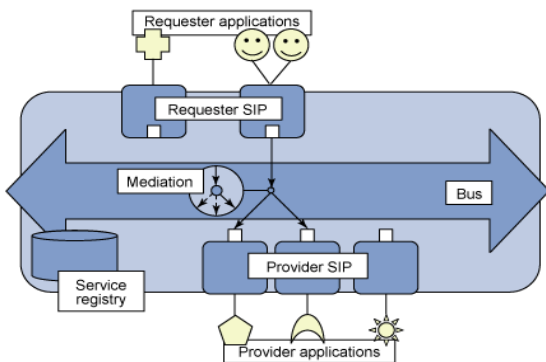 Requester applications
Requester SIP
Mediation
Bus
Provider SIP
Service
registry
Provider applications